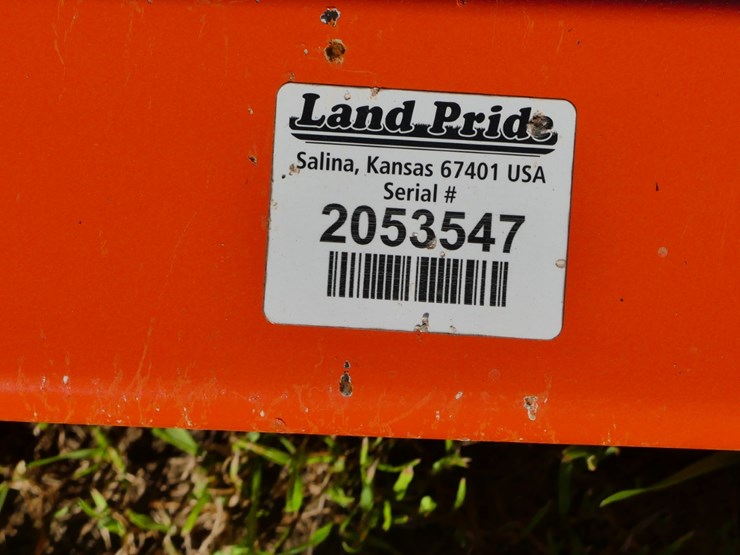 Land Pride
Salina, Kansas 67401 USA
Serial #
2053547